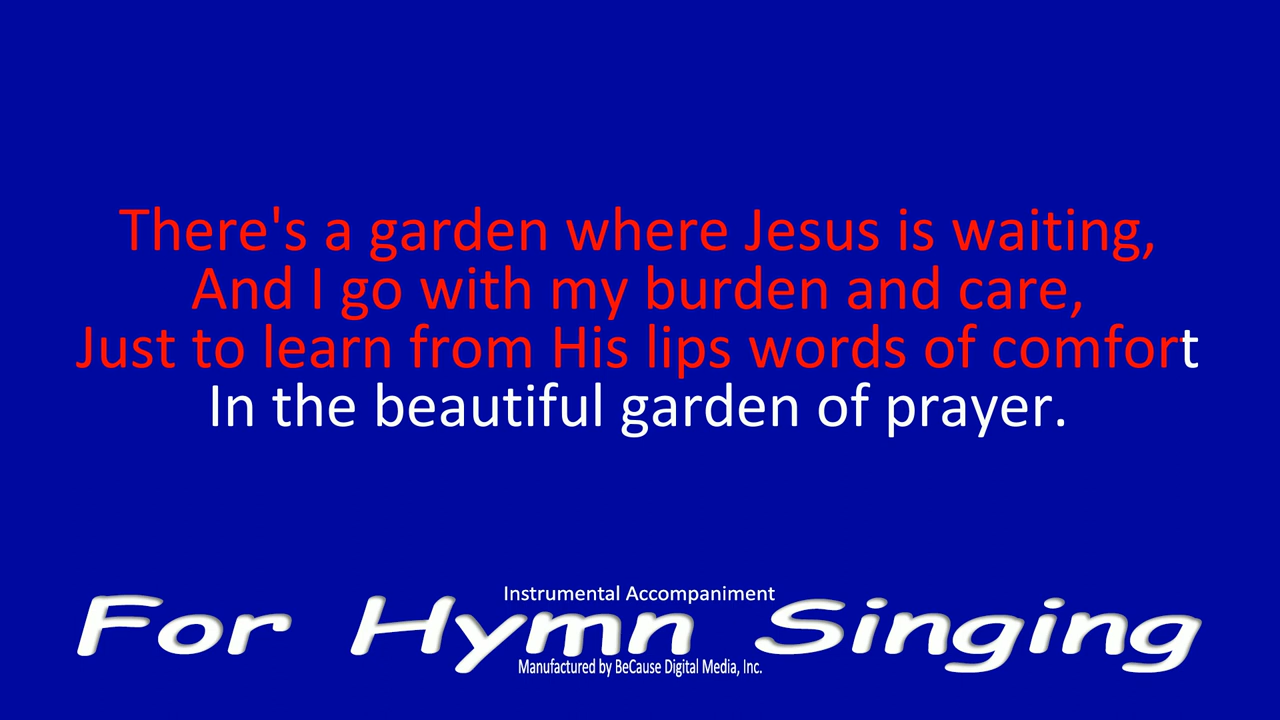 There's a garden where Jesus is waiting,
And I go with my burden and care,
Just to learn from His lips words of comfort
In the beautiful garden of prayer.
Instrumental Accompaniment
For Hymn Singing
Manufactured by BeCause Digital Media, Inc.